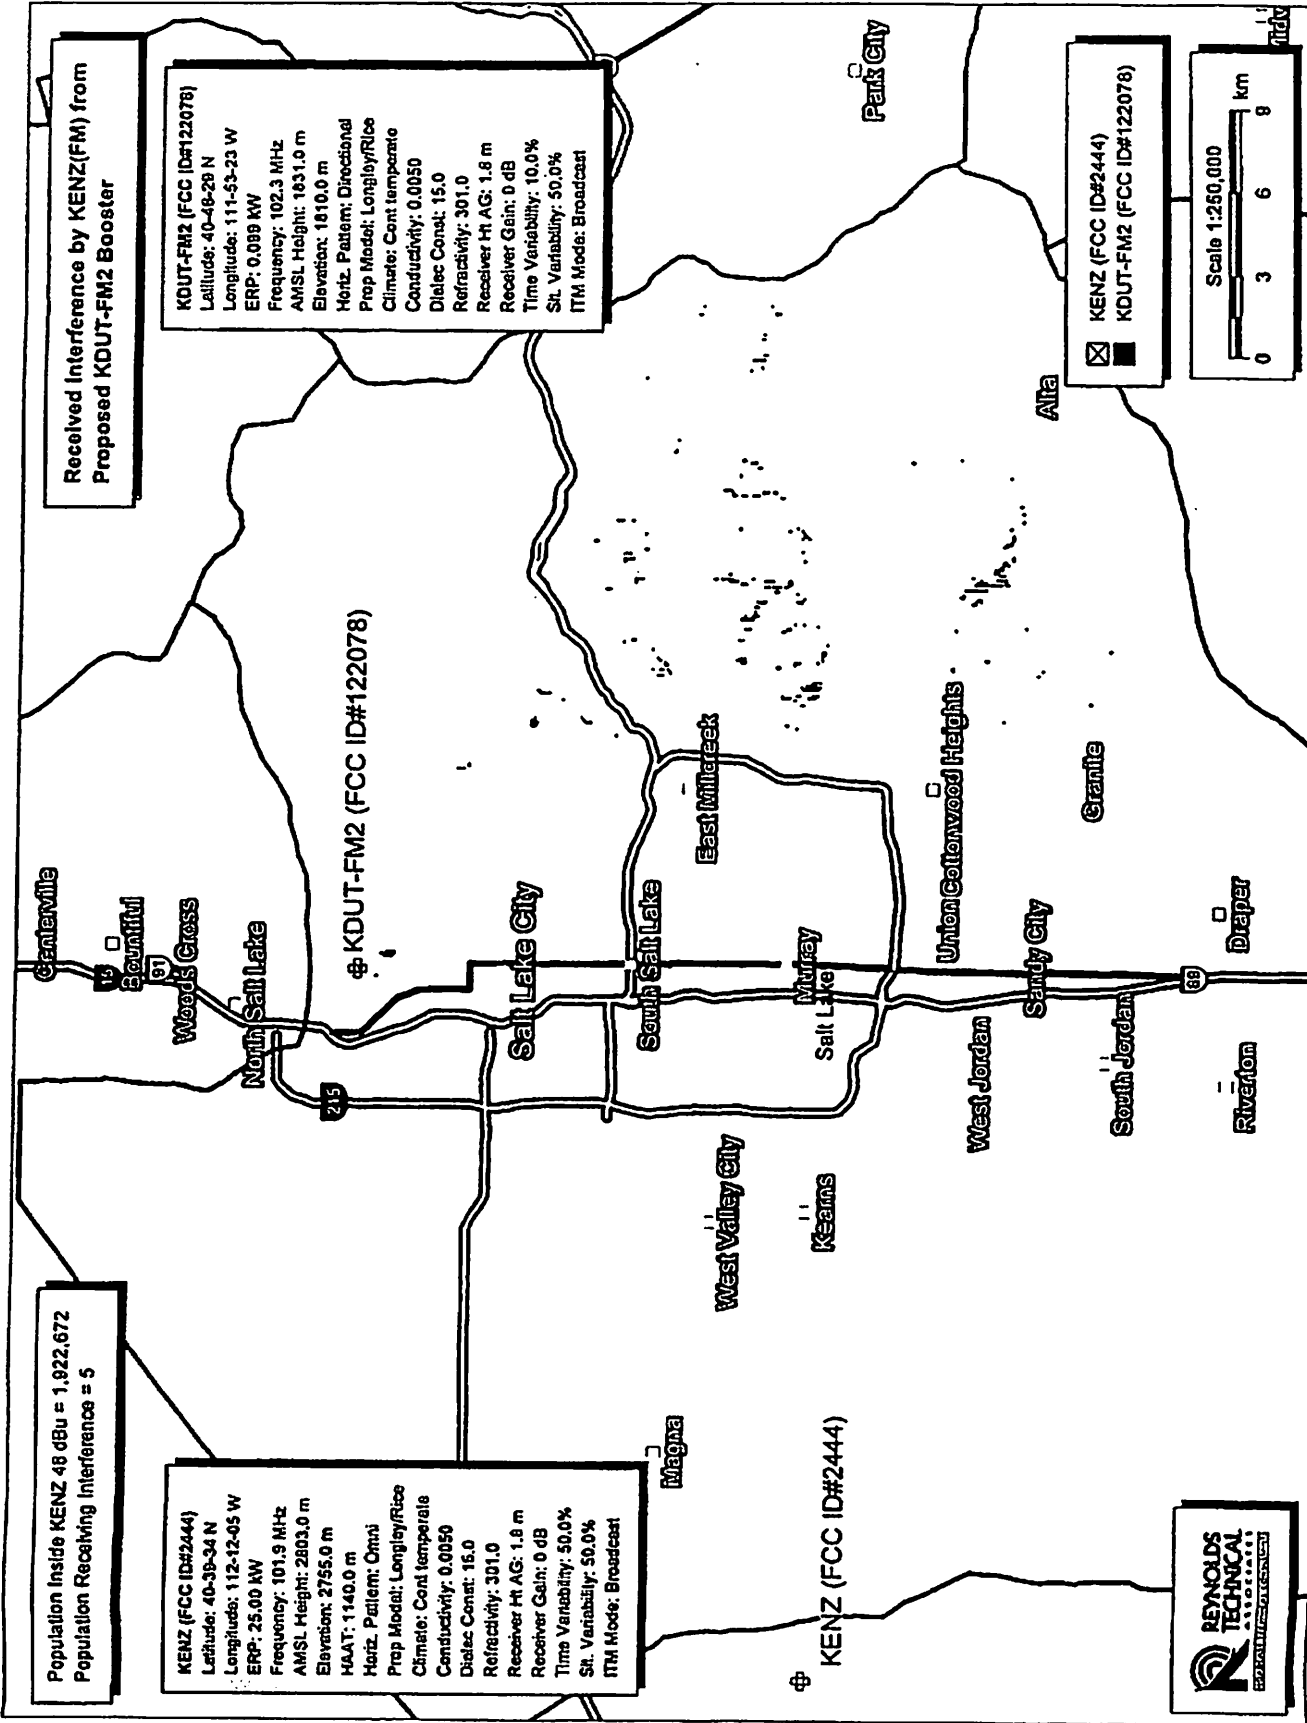 Population Inside KENZ 48 dBu = 1,922,672
Population Receiving Interference = 5
Received Interference by KENZ(FM) from
Proposed KDUT-FM2 Booster
KENZ (FCC ID#2444)
Latitude: 40-39-34 N
Longitude: 112-12-05 W
ERP: 25.00 kW
Frequency: 101.9 MHz
AMSL Height: 2803.0 m
Elevation: 2755.0 m
HAAT: 1140.0 m
Horiz. Pattern: Omni
Prop Model: Longley/Rice
Climate: Cont temperate
Conductivity: 0.0050
Dielec Const: 15.0
Refractivity: 301.0
Receiver Ht AG: 1.8 m
Receiver Gain: 0 dB
Time Variability: 50.0%
Sit. Variability: 50.0%
ITM Mode: Broadcast
KDUT-FM2 (FCC ID#122078)
Latitude: 40-48-29 N
Longitude: 111-53-23 W
ERP: 0.099 kW
Frequency: 102.3 MHz
AMSL Height: 1831.0 m
Elevation: 1810.0 m
Horiz. Pattern: Directional
Prop Model: Longley/Rice
Climate: Cont temperate
Conductivity: 0.0050
Dielec Const: 15.0
Refractivity: 301.0
Receiver Ht AG: 1.8 m
Receiver Gain: 0 dB
Time Variability: 10.0%
Sit. Variability: 50.0%
ITM Mode: Broadcast
Centerville
15
Bountiful
91
Woods Cross
North Salt Lake
215
KDUT-FM2 (FCC ID#122078)
Salt Lake City
South Salt Lake
East Millcreek
Magna
West Valley City
Kearns
Murray
Salt Lake
Park City
KENZ (FCC ID#2444)
Union Cottonwood Heights
West Jordan
Sandy City
Alta
Granite
South Jordan
89
Draper
Riverton
Midv
KENZ (FCC ID#2444)
KDUT-FM2 (FCC ID#122078)
Scale 1:250,000
0 3 6 9 km
REYNOLDS
TECHNICAL
ASSOCIATES